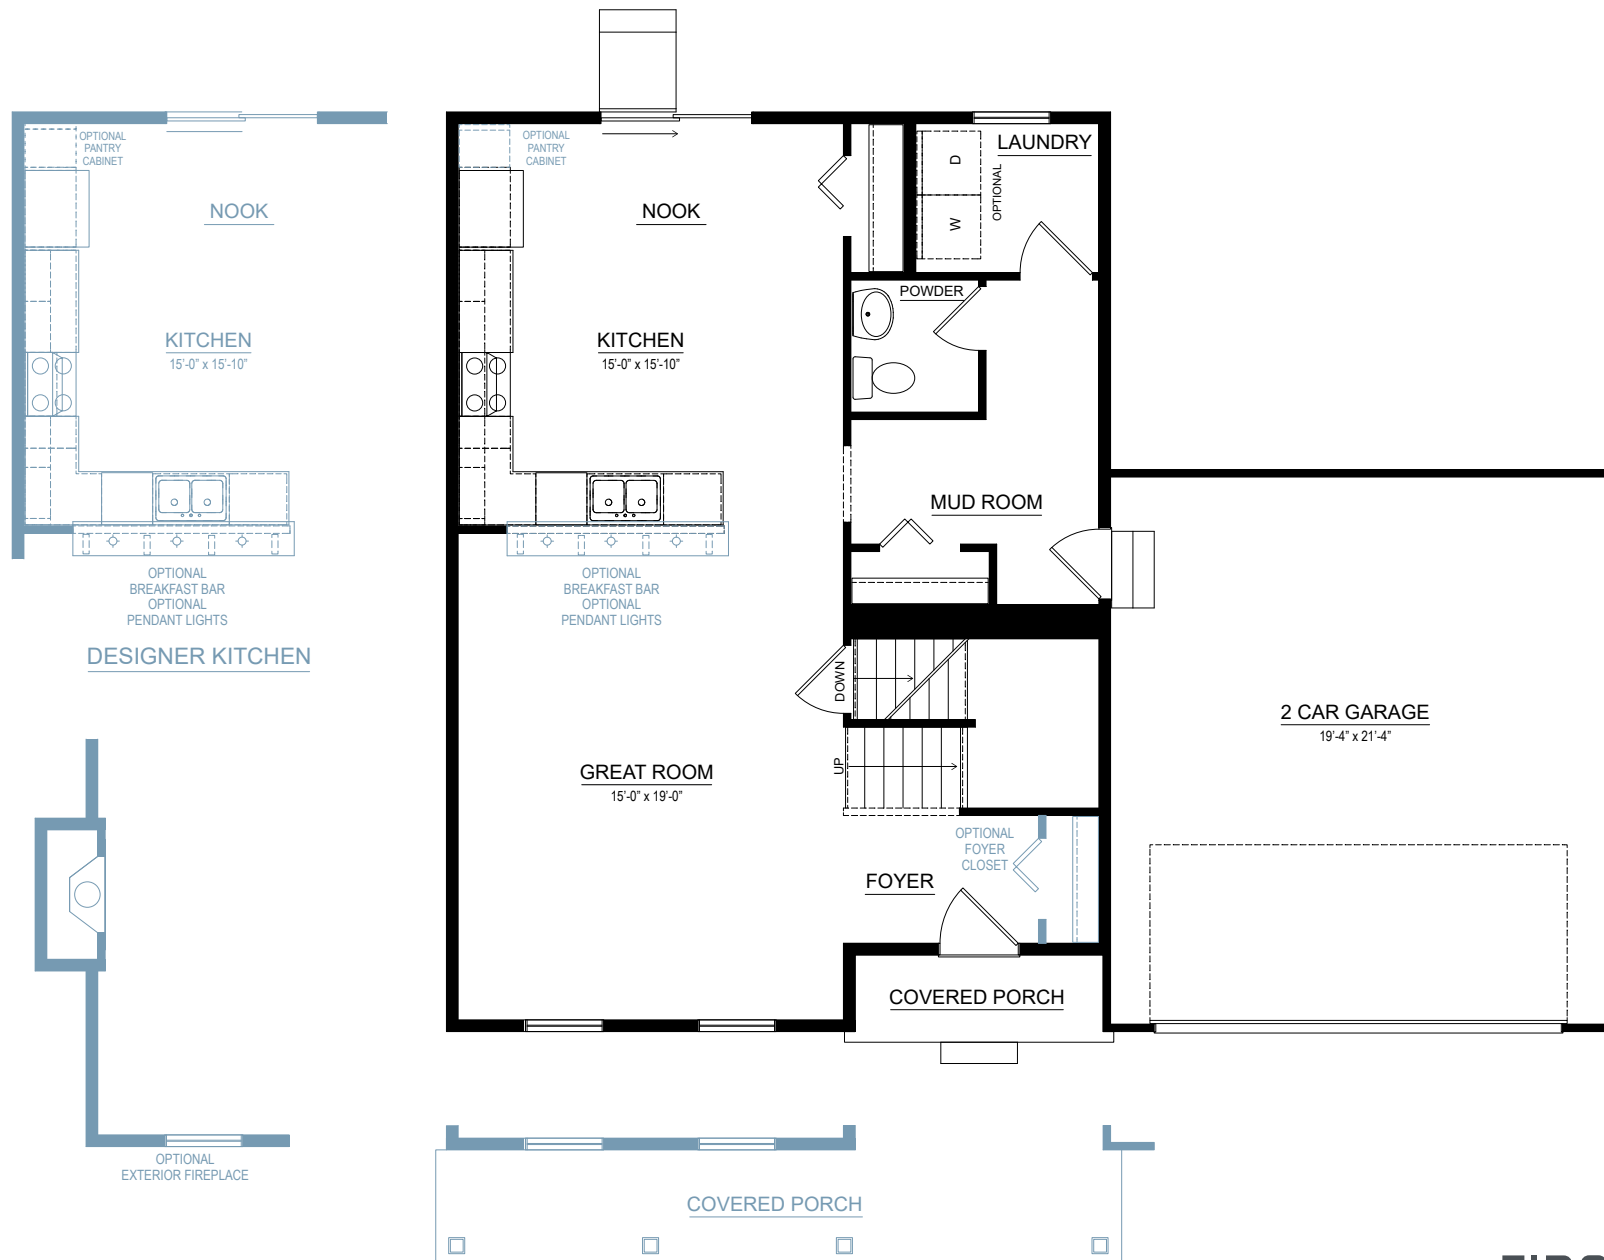 OPTIONAL
PANTRY
CABINET
NOOK
KITCHEN
15'-0" x 15'-10"
OPTIONAL
BREAKFAST BAR
OPTIONAL
PENDANT LIGHTS
DESIGNER KITCHEN
OPTIONAL
EXTERIOR FIREPLACE
OPTIONAL
PANTRY
CABINET
NOOK
KITCHEN
15'-0" x 15'-10"
OPTIONAL
BREAKFAST BAR
OPTIONAL
PENDANT LIGHTS
LAUNDRY
D
W
OPTIONAL
POWDER
MUD ROOM
DOWN
UP
GREAT ROOM
15'-0" x 19'-0"
OPTIONAL
FOYER
CLOSET
FOYER
COVERED PORCH
2 CAR GARAGE
19'-4" x 21'-4"
COVERED PORCH